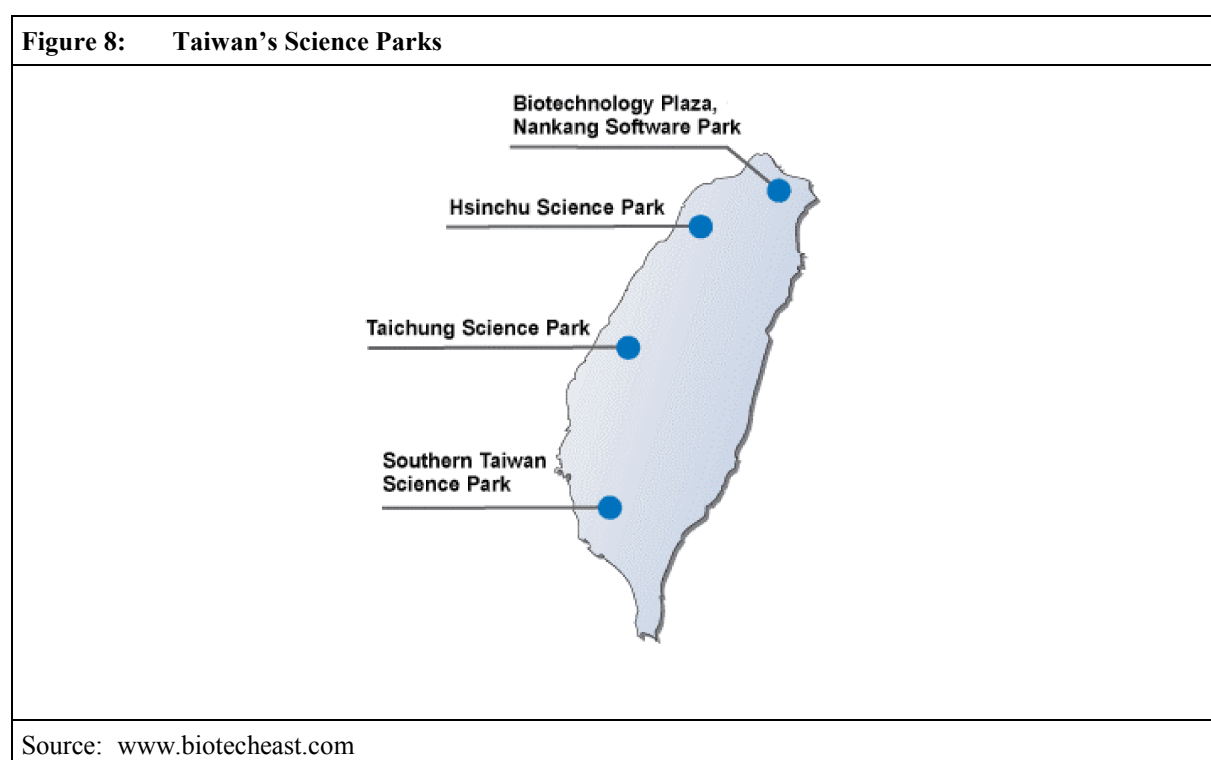 Figure 8: Taiwan’s Science Parks
Biotechnology Plaza,
Nankang Software Park
Hsinchu Science Park
Taichung Science Park
Southern Taiwan
Science Park
Source: www.biotecheast.com